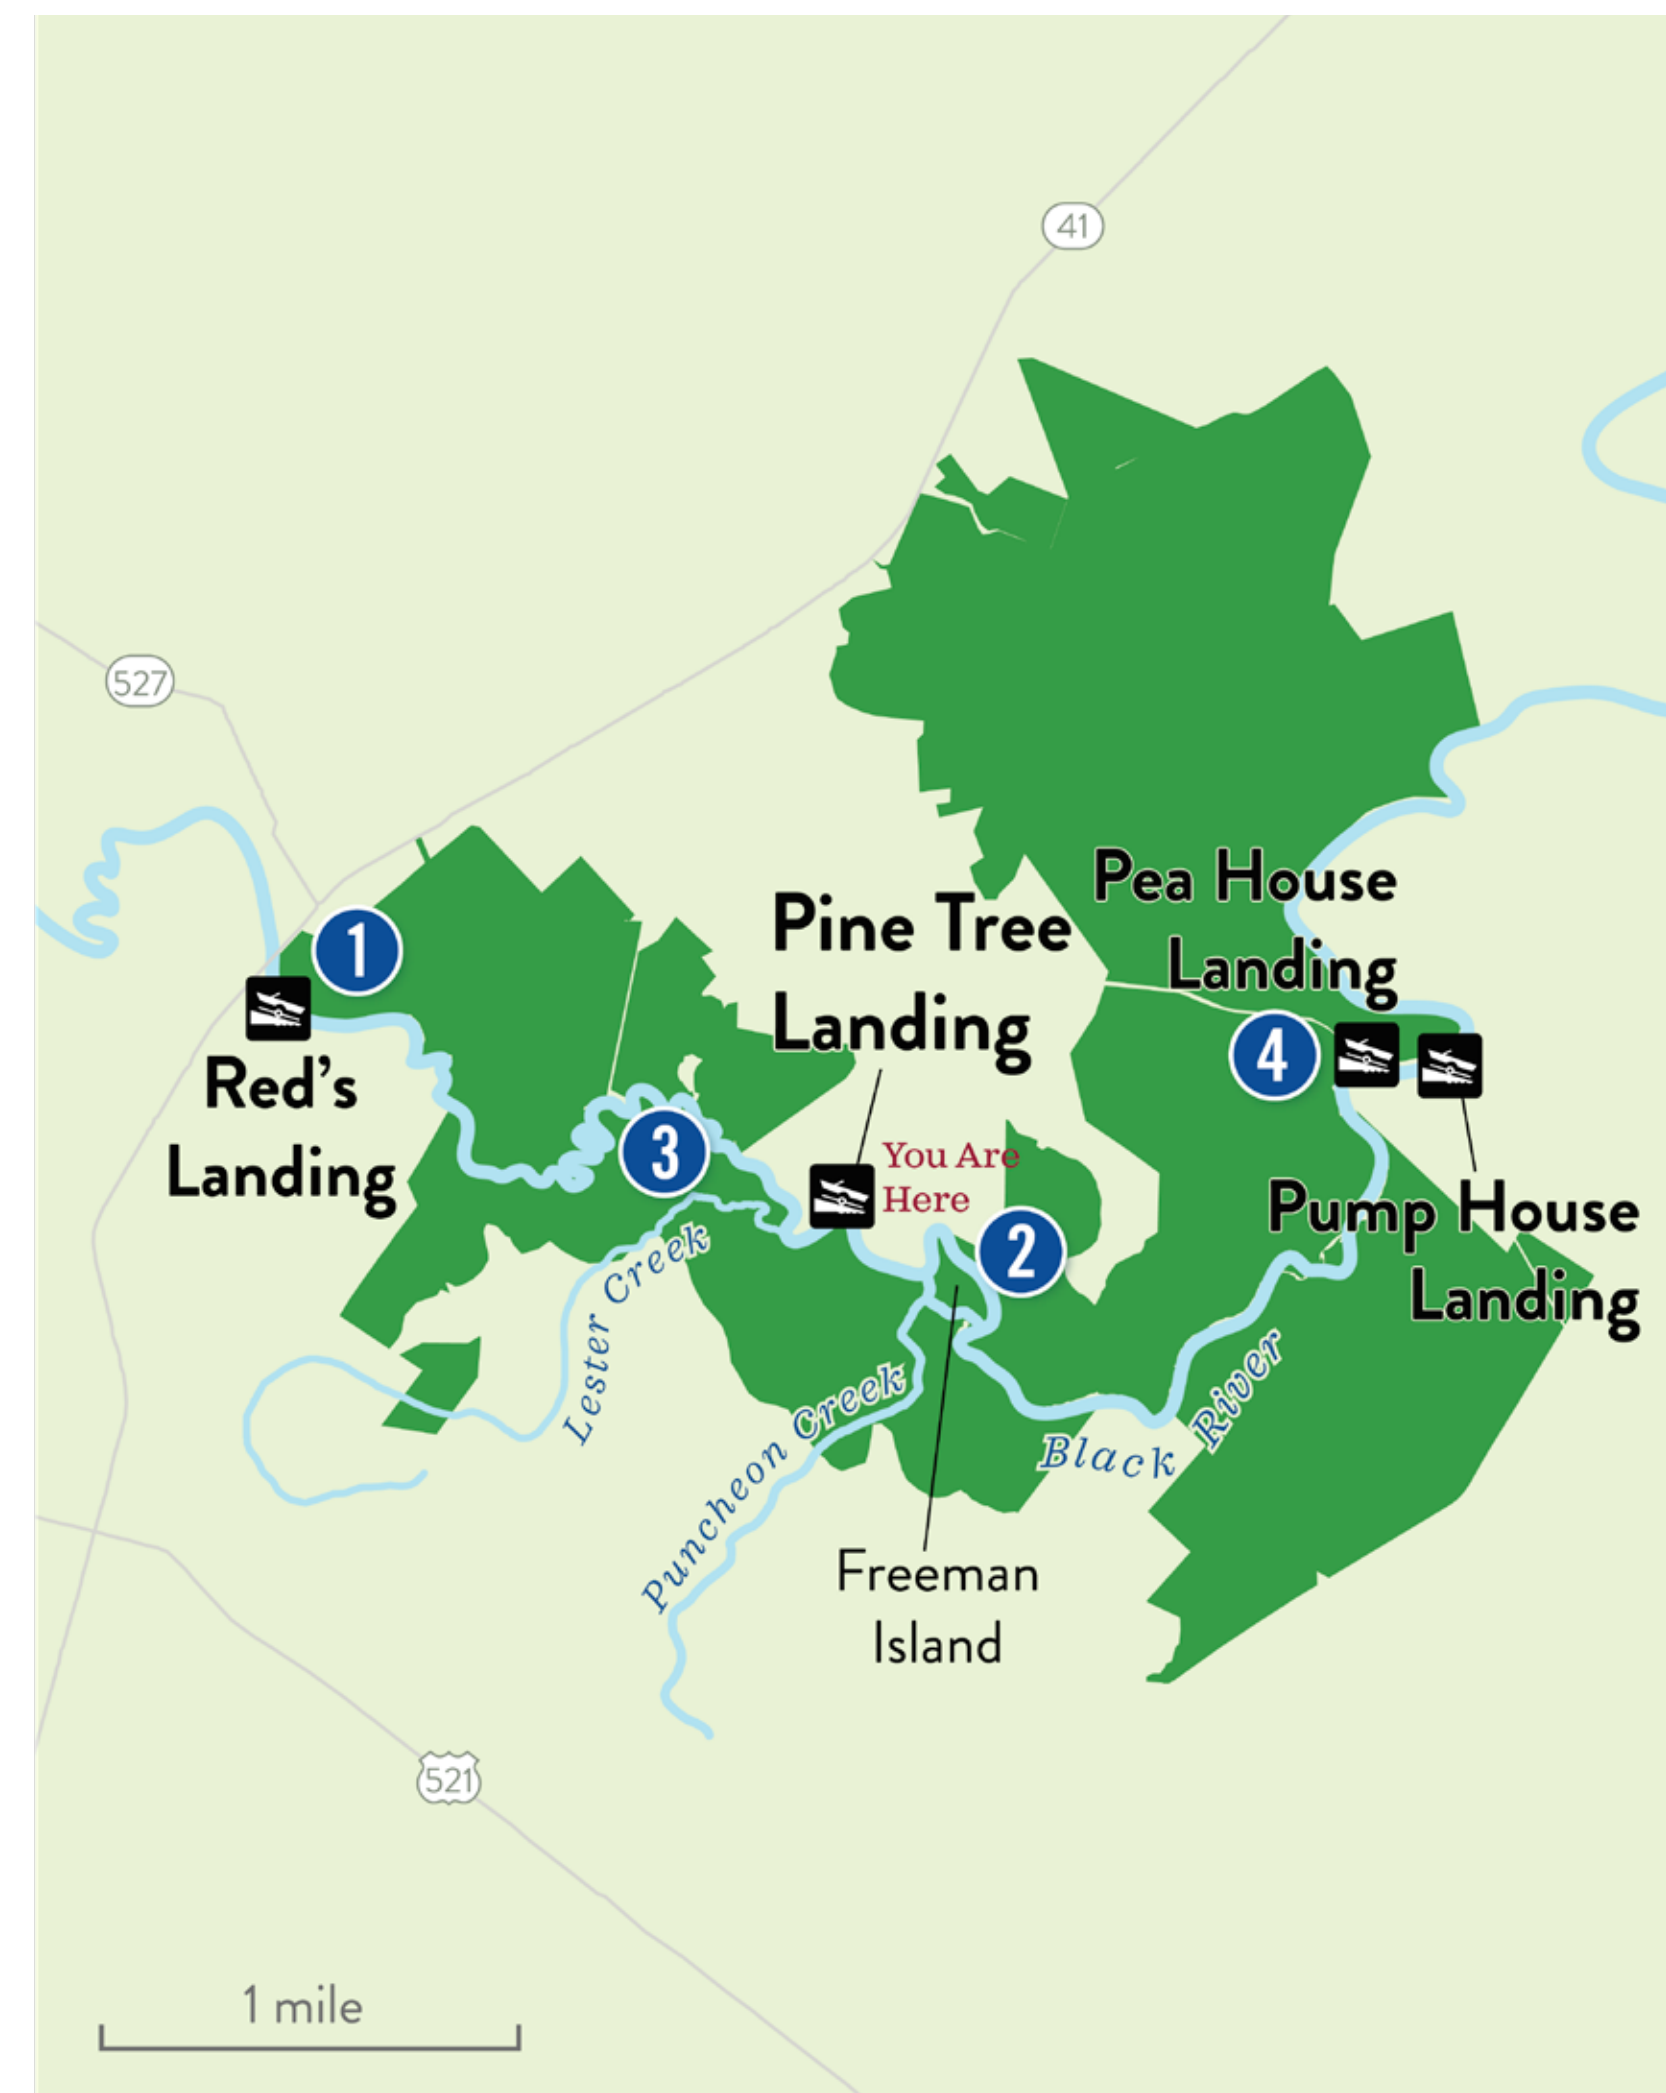 41
527
1
Pea House
Landing
Pine Tree
Landing
4
Red's
Landing
3
You Are
Here
2
Pump House
Landing
Lester Creek
Puncheon Creek
Black River
Freeman
Island
521
1 mile